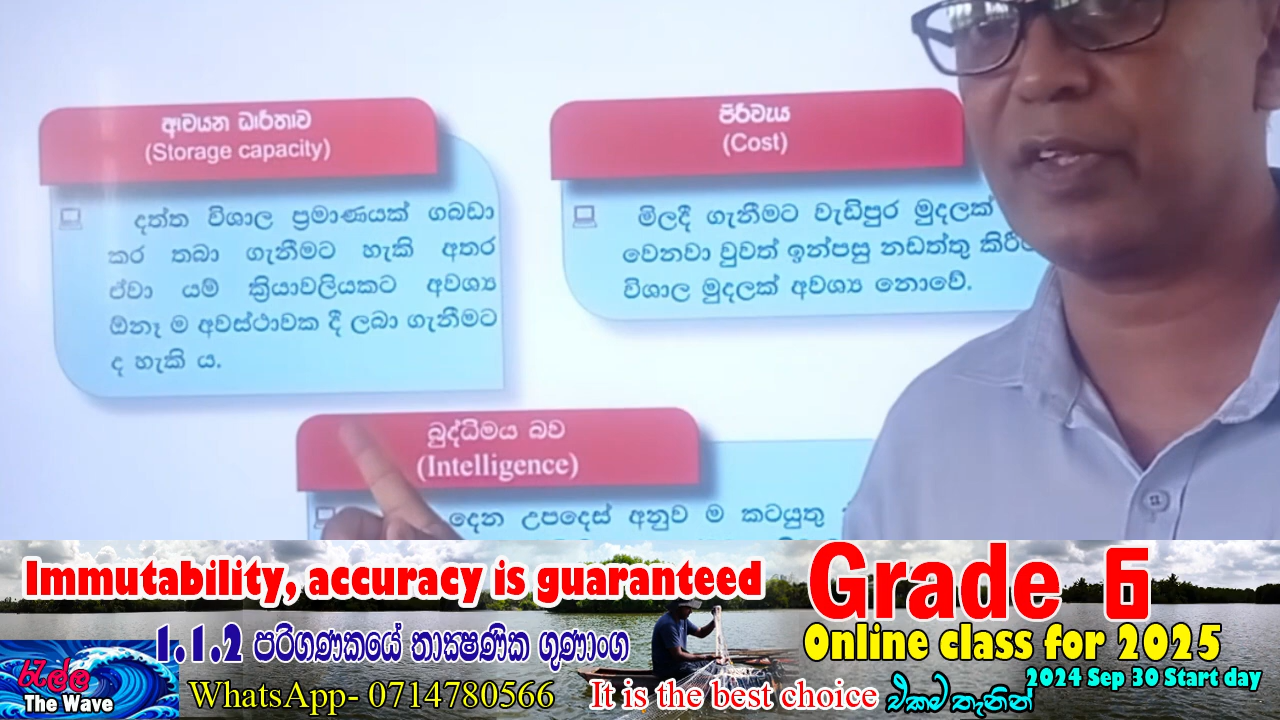 ආචයන ධාරිතාව
(Storage capacity)
දත්ත විශාල ප්‍රමාණයක් ගබඩා
කර තබා ගැනීමට හැකි අතර
ඒවා යම් ක්‍රියාවලියකට අවශ්‍ය
ඕනෑ ම අවස්ථාවක දී ලබා ගැනීමට
ද හැකි ය.
පිරිවැය
(Cost)
මිලදී ගැනීමට වැඩිපුර මුදලක්
වෙනවා වුවත් ඉන්පසු නඩත්තු
විශාල මුදලක් අවශ්‍ය නොවේ.
බුද්ධිමය බව
(Intelligence)
දෙන උපදෙස් අනුව ම කටයුතු
Immutability, accuracy is guaranteed
Grade 6
1.1.2 පරිගණකයේ තාක්‍ෂණික ගුණාංග
Online class for 2025
2024 Sep 30 Start day
රැල්ල
The Wave
WhatsApp- 0714780566
It is the best choice
එකම තැනින්